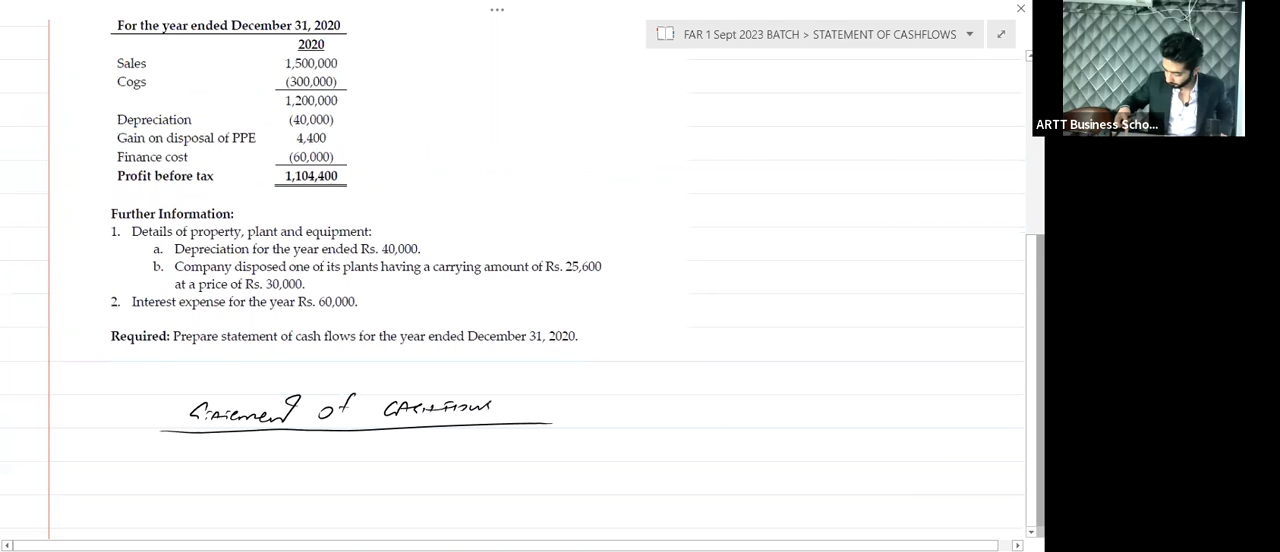 For the year ended December 31, 2020
FAR 1 Sept 2023 BATCH > STATEMENT OF CASHFLOWS
2020
Sales 1,500,000
Cogs (300,000)
1,200,000
Depreciation (40,000)
Gain on disposal of PPE 4,400
Finance cost (60,000)
Profit before tax 1,104,400
ARTT Business Scho...
Further Information:
1. Details of property, plant and equipment:
a. Depreciation for the year ended Rs. 40,000.
b. Company disposed one of its plants having a carrying amount of Rs. 25,600
at a price of Rs. 30,000.
2. Interest expense for the year Rs. 60,000.
Required: Prepare statement of cash flows for the year ended December 31, 2020.
Statement of CASHFlows